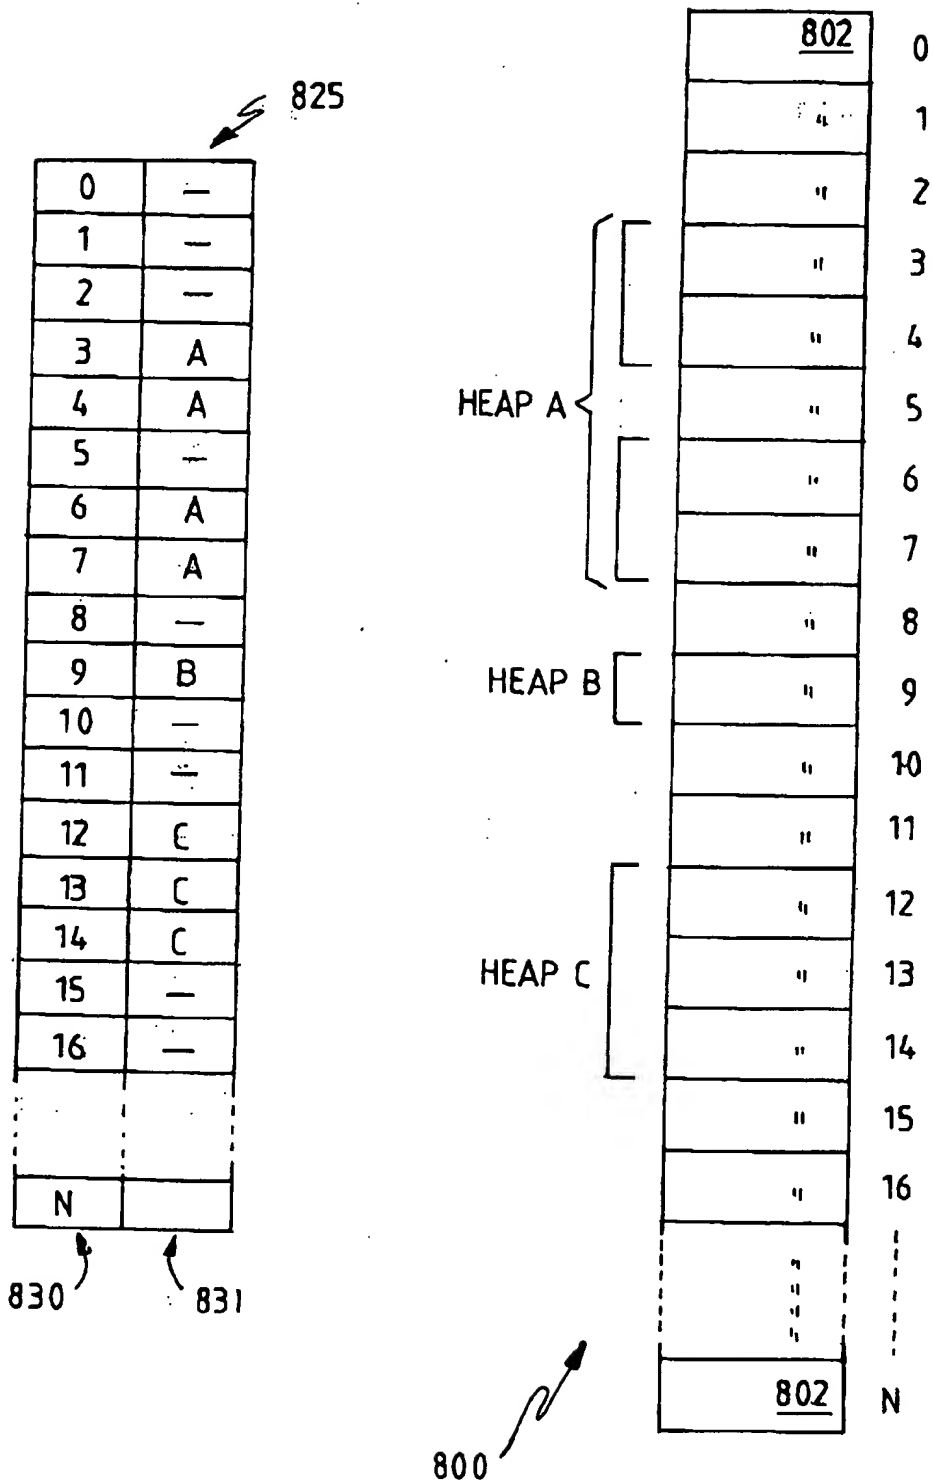 825
0 —
1 —
2 —
3 A
4 A
5 —
6 A
7 A
8 —
9 B
10 —
11 —
12 C
13 C
14 C
15 —
16 —
N
830
831
802 0
" 1
" 2
" 3
" 4
" 5
" 6
" 7
" 8
" 9
" 10
" 11
" 12
" 13
" 14
" 15
" 16
"
"
"
"
802 N
HEAP A
HEAP B
HEAP C
800